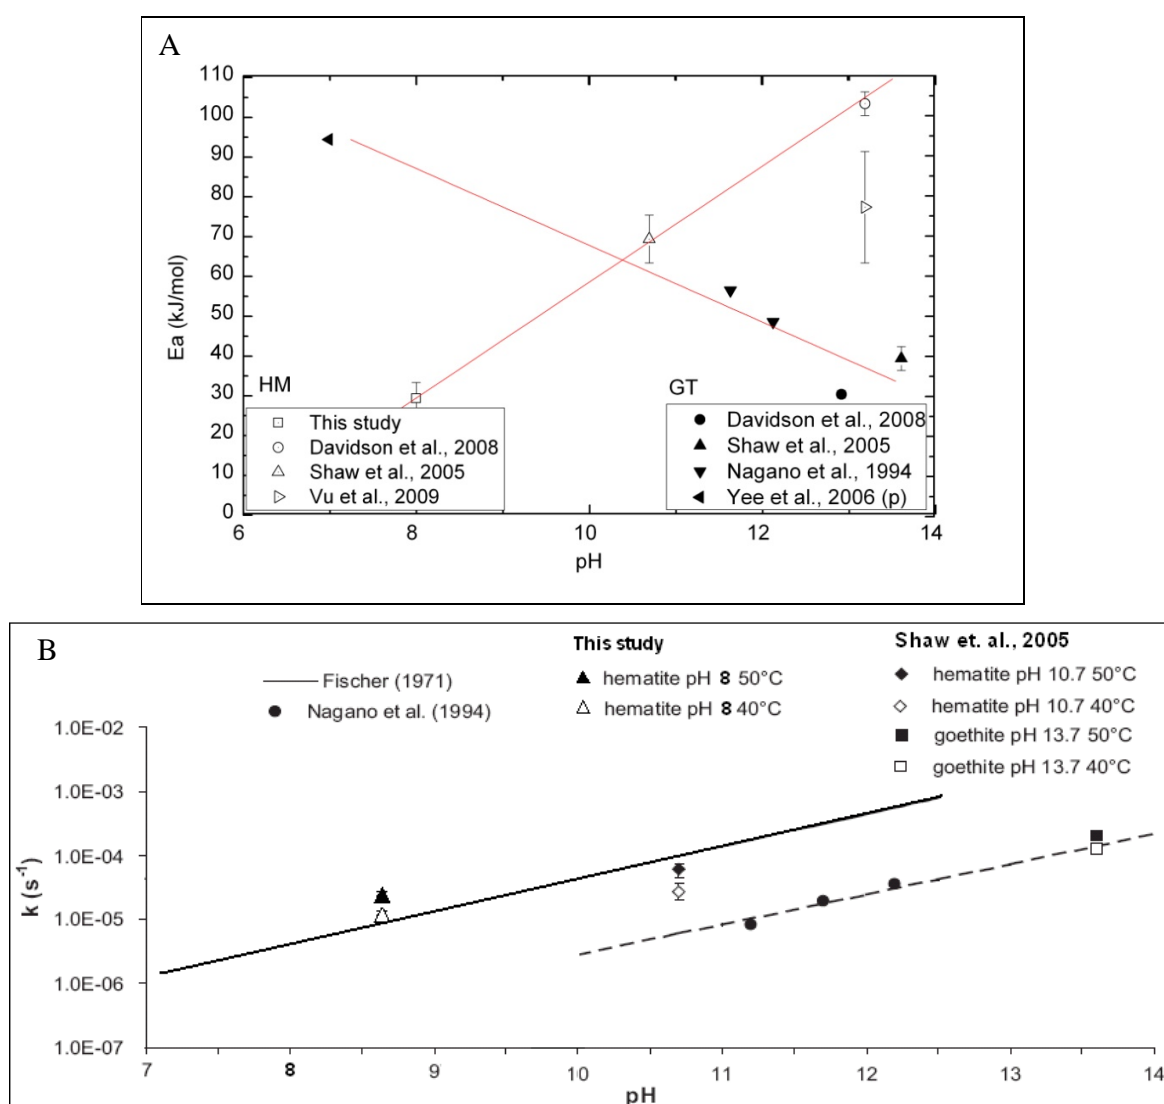 A
110
100
90
80
70
60
50
40
30
20
10
0
Ea (kJ/mol)
HM
This study
Davidson et al., 2008
Shaw et al., 2005
Vu et al., 2009
GT
Davidson et al., 2008
Shaw et al., 2005
Nagano et al., 1994
Yee et al., 2006 (p)
6 8 10 12 14
pH
B
Fischer (1971)
Nagano et al. (1994)
This study
hematite pH 8 50°C
hematite pH 8 40°C
Shaw et. al., 2005
hematite pH 10.7 50°C
hematite pH 10.7 40°C
goethite pH 13.7 50°C
goethite pH 13.7 40°C
1.0E-02
1.0E-03
1.0E-04
1.0E-05
1.0E-06
1.0E-07
k (s⁻¹)
7 8 9 10 11 12 13 14
pH